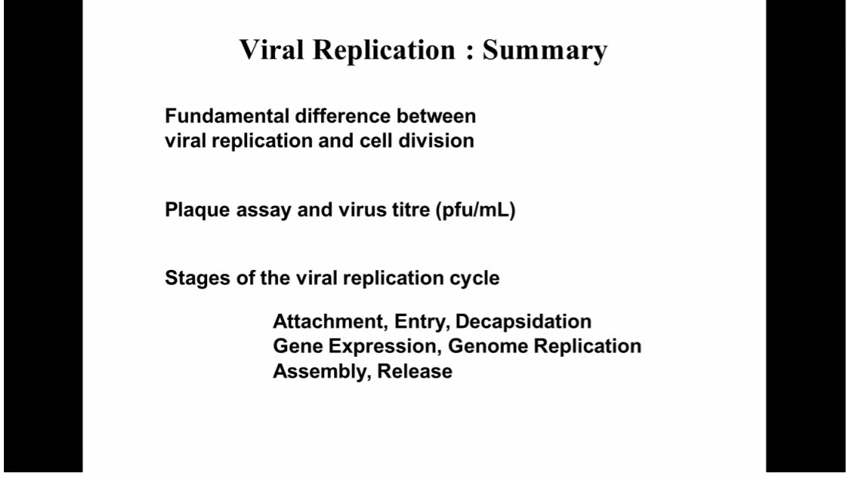 Viral Replication : Summary
Fundamental difference between
viral replication and cell division
Plaque assay and virus titre (pfu/mL)
Stages of the viral replication cycle
Attachment, Entry, Decapsidation
Gene Expression, Genome Replication
Assembly, Release